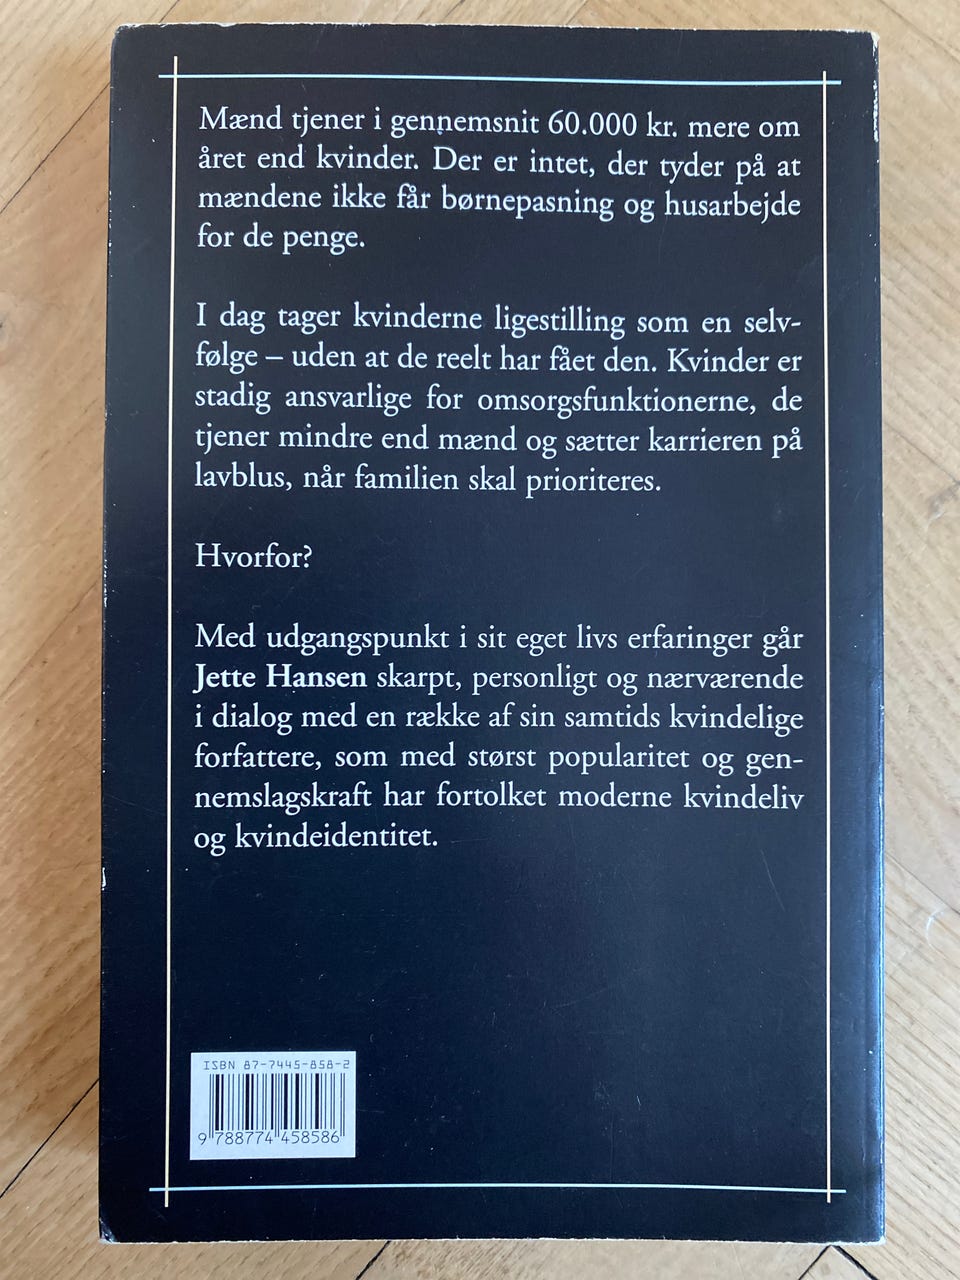 Mænd tjener i gennemsnit 60.000 kr. mere om
året end kvinder. Der er intet, der tyder på at
mændene ikke får børnepasning og husarbejde
for de penge.
I dag tager kvinderne ligestilling som en selv-
følge – uden at de reelt har fået den. Kvinder er
stadig ansvarlige for omsorgsfunktionerne, de
tjener mindre end mænd og sætter karrieren på
lavblus, når familien skal prioriteres.
Hvorfor?
Med udgangspunkt i sit eget livs erfaringer går
Jette Hansen skarpt, personligt og nærværende
i dialog med en række af sin samtids kvindelige
forfattere, som med størst popularitet og gen-
nemslagskraft har fortolket moderne kvindeliv
og kvindeidentitet.
ISBN 87-7445-858-2
9 788774 458586